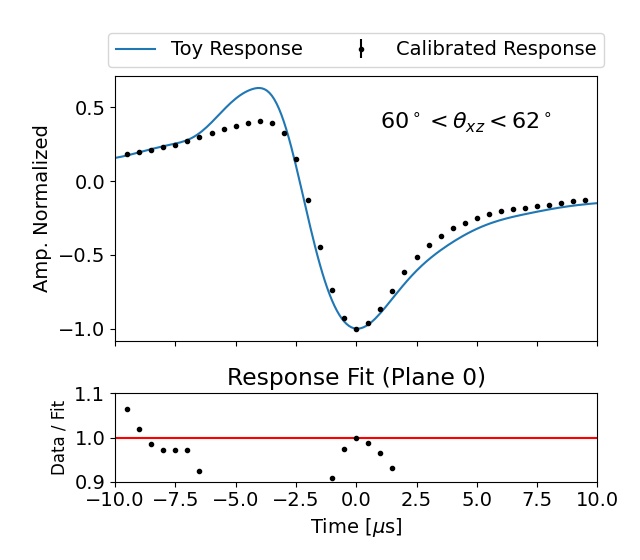 Toy Response Calibrated Response
60° < θxz < 62°
Amp. Normalized
0.5
0.0
−0.5
−1.0
Response Fit (Plane 0)
Data / Fit
1.1
1.0
0.9
−10.0 −7.5 −5.0 −2.5 0.0 2.5 5.0 7.5 10.0
Time [μs]